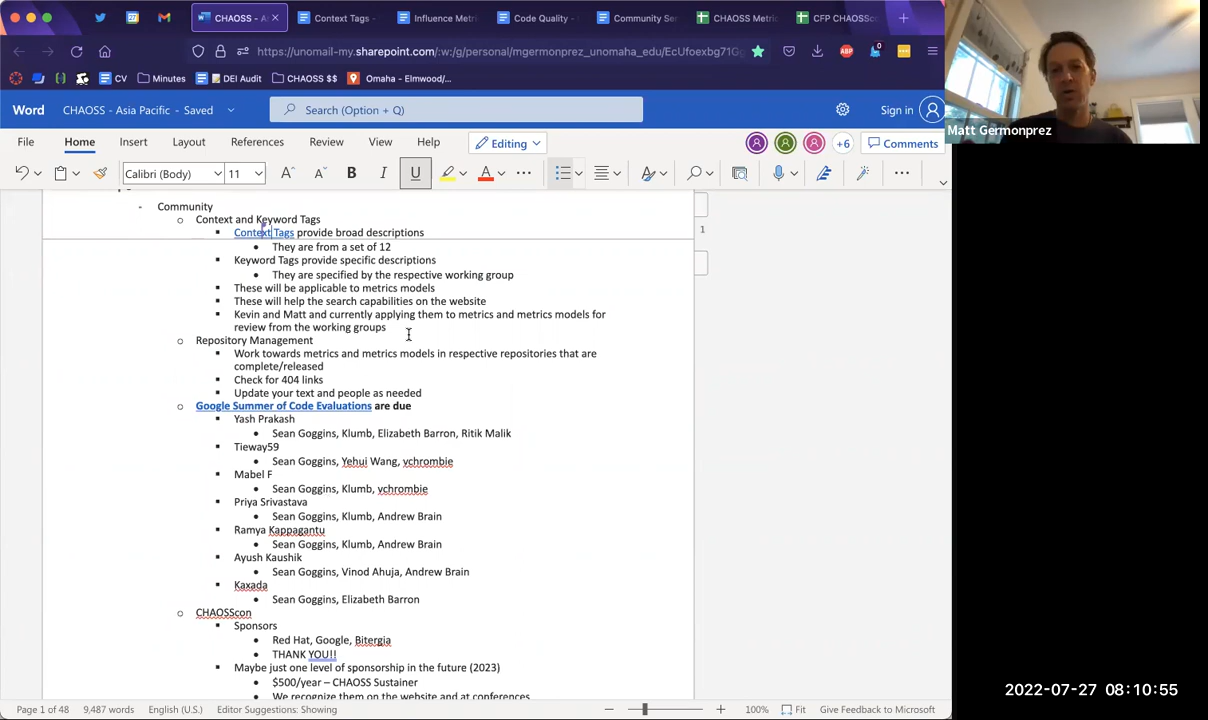 CHAOSS - A
Context Tags -
Influence Metri
Code Quality -
Community Ser
CHAOSS Metric
CFP CHAOSSco
https://unomail-my.sharepoint.com/:w:/g/personal/mgermonprez_unomaha_edu/EcUfoexbg71G
ABP
0
CV
Minutes
DEI Audit
CHAOSS $$
Omaha - Elmwood/...
Word
CHAOSS - Asia Pacific - Saved
Search (Option + Q)
Sign in
Matt Germonprez
File
Home
Insert
Layout
References
Review
View
Help
Editing
+6
Comments
Calibri (Body)
11
A
A
B
I
U
A
Community
Context and Keyword Tags
Context Tags provide broad descriptions
1
They are from a set of 12
Keyword Tags provide specific descriptions
They are specified by the respective working group
These will be applicable to metrics models
These will help the search capabilities on the website
Kevin and Matt and currently applying them to metrics and metrics models for
review from the working groups
Repository Management
Work towards metrics and metrics models in respective repositories that are
complete/released
Check for 404 links
Update your text and people as needed
Google Summer of Code Evaluations are due
Yash Prakash
Sean Goggins, Klumb, Elizabeth Barron, Ritik Malik
Tieway59
Sean Goggins, Yehui Wang, vchrombie
Mabel F
Sean Goggins, Klumb, vchrombie
Priya Srivastava
Sean Goggins, Klumb, Andrew Brain
Ramya Kappagantu
Sean Goggins, Klumb, Andrew Brain
Ayush Kaushik
Sean Goggins, Vinod Ahuja, Andrew Brain
Kaxada
Sean Goggins, Elizabeth Barron
CHAOSScon
Sponsors
Red Hat, Google, Bitergia
THANK YOU!!
Maybe just one level of sponsorship in the future (2023)
$500/year – CHAOSS Sustainer
We recognize them on the website and at conferences
2022-07-27 08:10:55
Page 1 of 48
9,487 words
English (U.S.)
Editor Suggestions: Showing
100%
Fit
Give Feedback to Microsoft